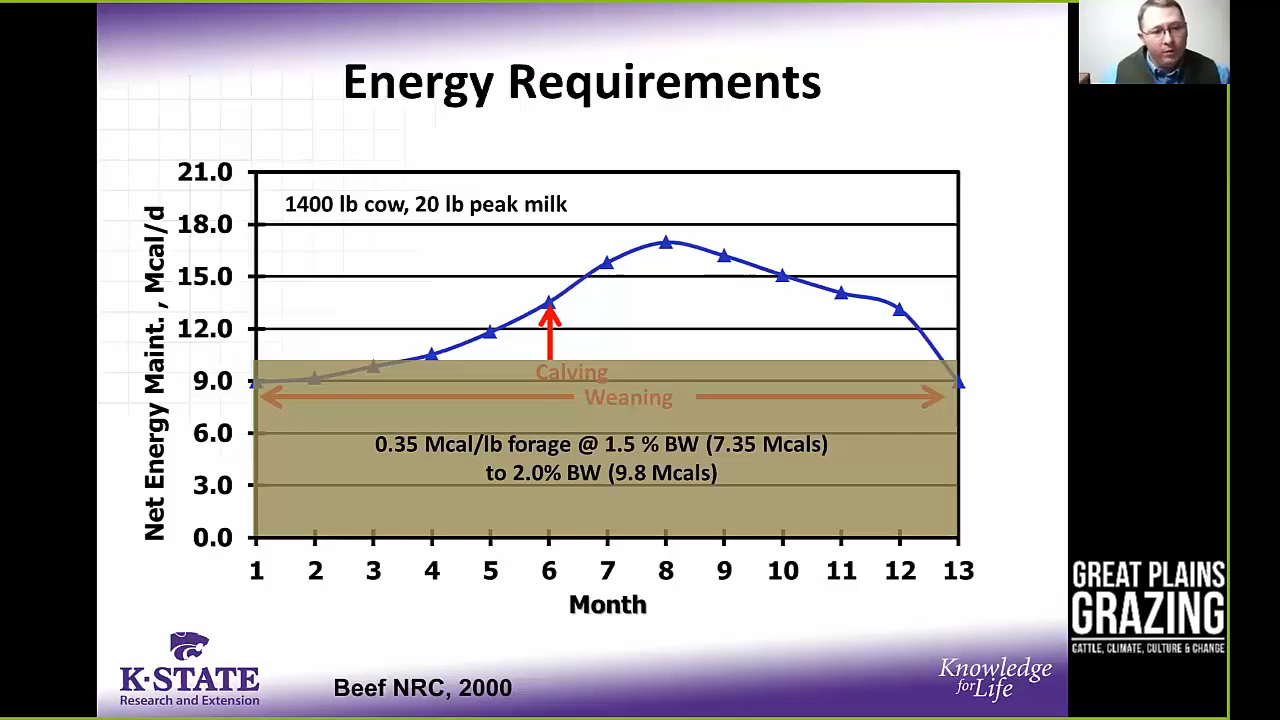 Energy Requirements
21.0
18.0
15.0
12.0
9.0
6.0
3.0
0.0
Net Energy Maint. , Mcal/d
1400 lb cow, 20 lb peak milk
Calving
Weaning
0.35 Mcal/lb forage @ 1.5 % BW (7.35 Mcals)
to 2.0% BW (9.8 Mcals)
1 2 3 4 5 6 7 8 9 10 11 12 13
Month
K-STATE
Research and Extension
Beef NRC, 2000
Knowledge
for Life
GREAT PLAINS
GRAZING
CATTLE, CLIMATE, CULTURE & CHANGE